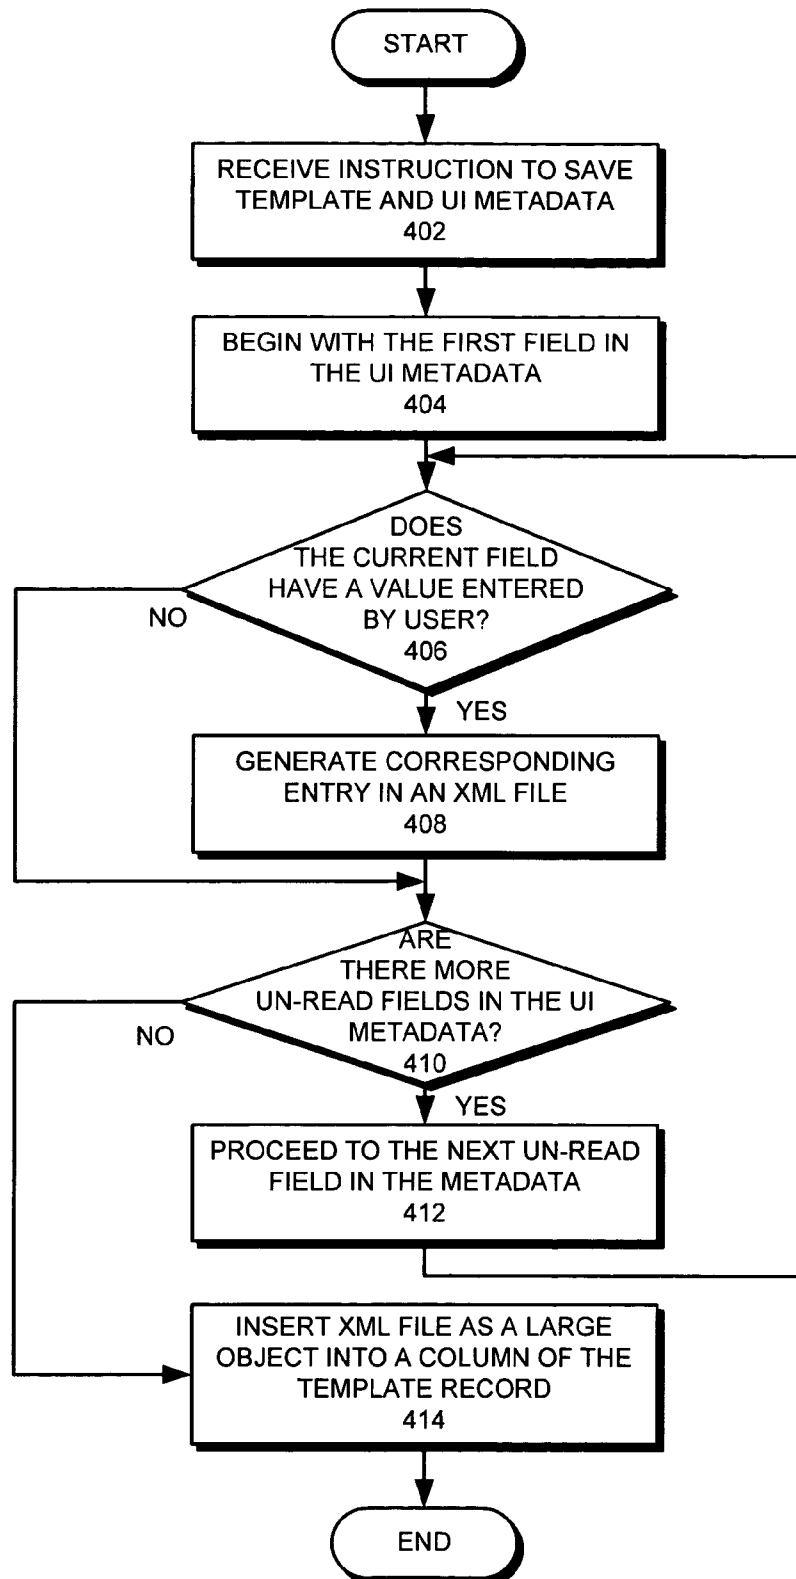 START
RECEIVE INSTRUCTION TO SAVE
TEMPLATE AND UI METADATA
402
BEGIN WITH THE FIRST FIELD IN
THE UI METADATA
404
DOES
THE CURRENT FIELD
HAVE A VALUE ENTERED
BY USER?
406
NO
YES
GENERATE CORRESPONDING
ENTRY IN AN XML FILE
408
ARE
THERE MORE
UN-READ FIELDS IN THE UI
METADATA?
410
NO
YES
PROCEED TO THE NEXT UN-READ
FIELD IN THE METADATA
412
INSERT XML FILE AS A LARGE
OBJECT INTO A COLUMN OF THE
TEMPLATE RECORD
414
END